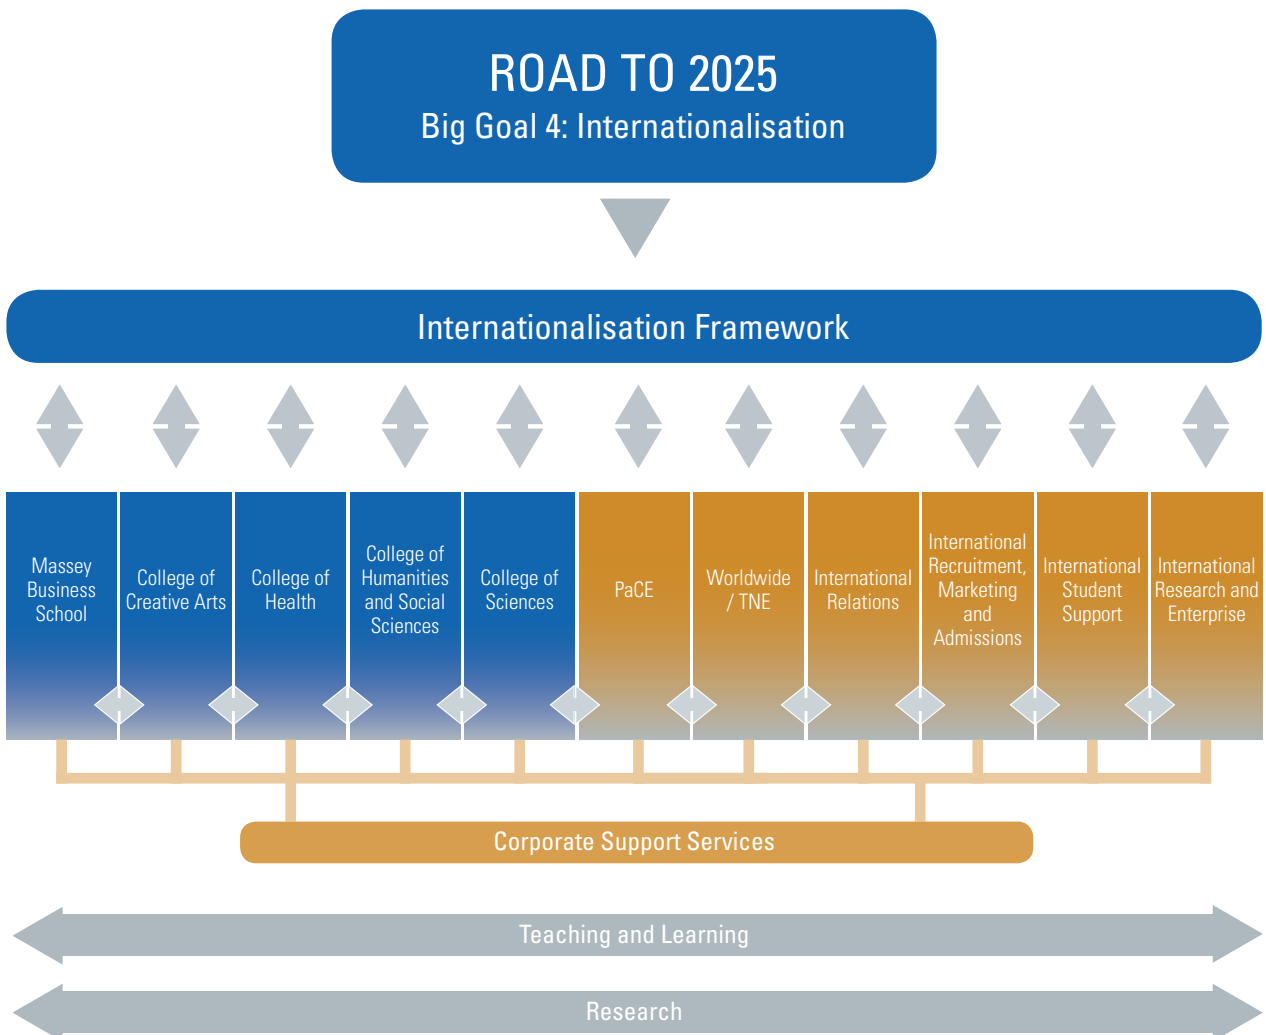 ROAD TO 2025
Big Goal 4: Internationalisation
Internationalisation Framework
Massey
Business
School
College of
Creative Arts
College of
Health
College of
Humanities
and Social
Sciences
College of
Sciences
PaCE
Worldwide
/ TNE
International
Relations
International
Recruitment,
Marketing
and
Admissions
International
Student
Support
International
Research and
Enterprise
Corporate Support Services
Teaching and Learning
Research